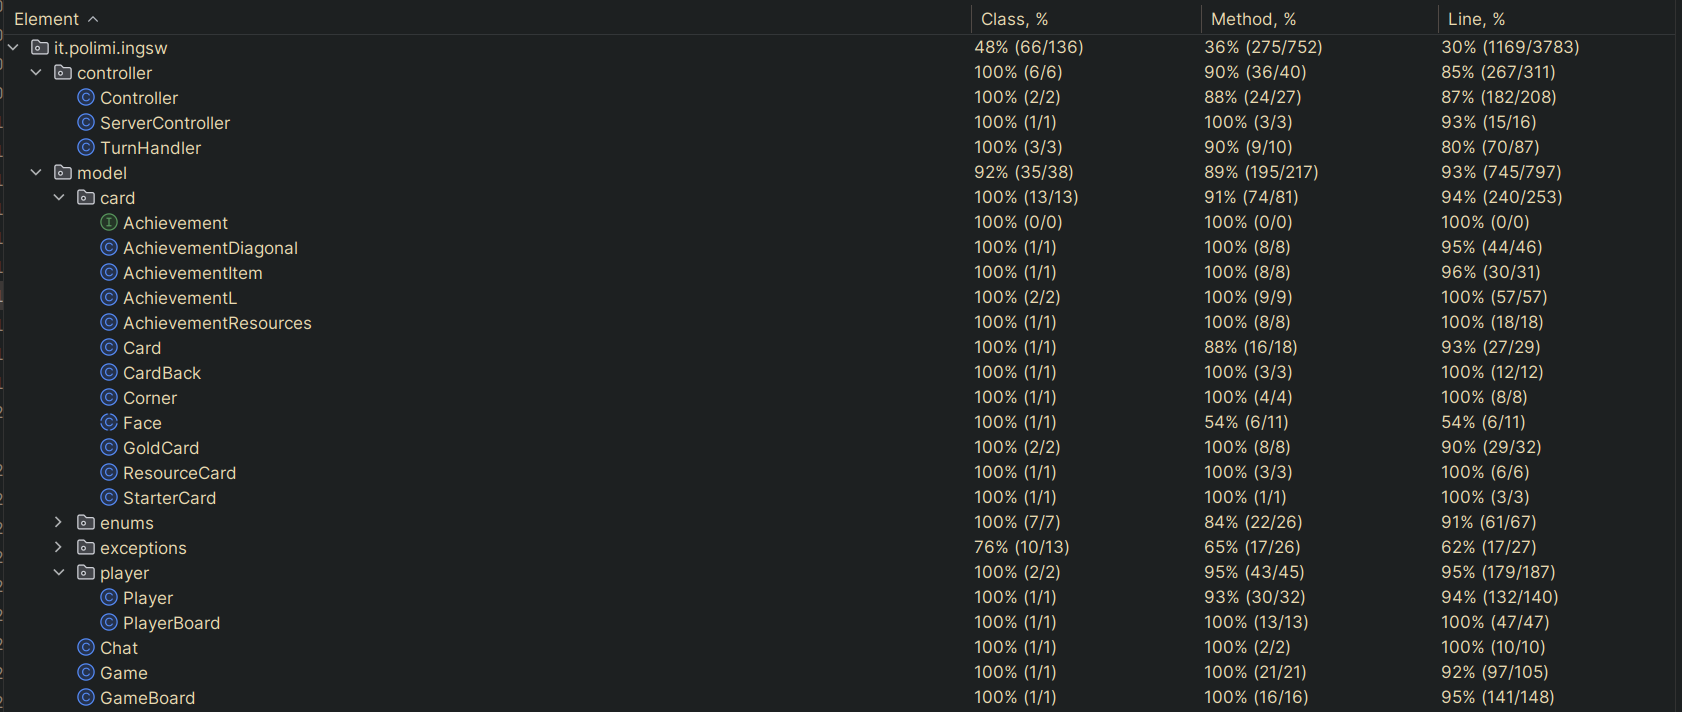 Element Class, % Method, % Line, %
it.polimi.ingsw 48% (66/136) 36% (275/752) 30% (1169/3783)
controller 100% (6/6) 90% (36/40) 85% (267/311)
Controller 100% (2/2) 88% (24/27) 87% (182/208)
ServerController 100% (1/1) 100% (3/3) 93% (15/16)
TurnHandler 100% (3/3) 90% (9/10) 80% (70/87)
model 92% (35/38) 89% (195/217) 93% (745/797)
card 100% (13/13) 91% (74/81) 94% (240/253)
Achievement 100% (0/0) 100% (0/0) 100% (0/0)
AchievementDiagonal 100% (1/1) 100% (8/8) 95% (44/46)
AchievementItem 100% (1/1) 100% (8/8) 96% (30/31)
AchievementL 100% (2/2) 100% (9/9) 100% (57/57)
AchievementResources 100% (1/1) 100% (8/8) 100% (18/18)
Card 100% (1/1) 88% (16/18) 93% (27/29)
CardBack 100% (1/1) 100% (3/3) 100% (12/12)
Corner 100% (1/1) 100% (4/4) 100% (8/8)
Face 100% (1/1) 54% (6/11) 54% (6/11)
GoldCard 100% (2/2) 100% (8/8) 90% (29/32)
ResourceCard 100% (1/1) 100% (3/3) 100% (6/6)
StarterCard 100% (1/1) 100% (1/1) 100% (3/3)
enums 100% (7/7) 84% (22/26) 91% (61/67)
exceptions 76% (10/13) 65% (17/26) 62% (17/27)
player 100% (2/2) 95% (43/45) 95% (179/187)
Player 100% (1/1) 93% (30/32) 94% (132/140)
PlayerBoard 100% (1/1) 100% (13/13) 100% (47/47)
Chat 100% (1/1) 100% (2/2) 100% (10/10)
Game 100% (1/1) 100% (21/21) 92% (97/105)
GameBoard 100% (1/1) 100% (16/16) 95% (141/148)